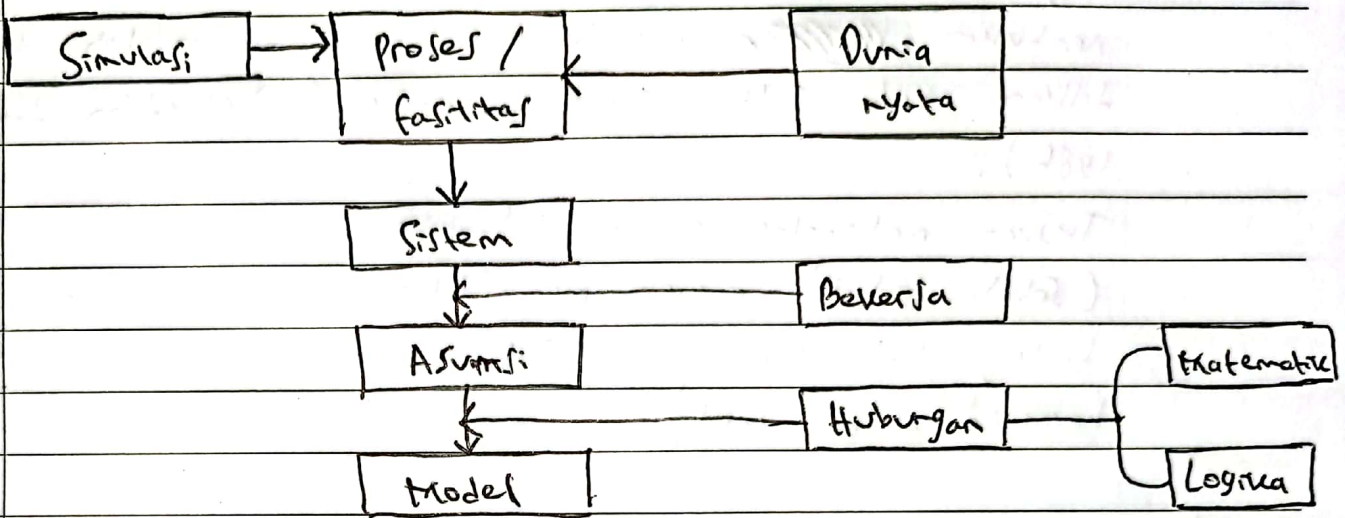 Simulasi
Proses /
fasilitas
Dunia
nyata
Sistem
Bekerja
Asumsi
Matematik
Hubungan
Model
Logika